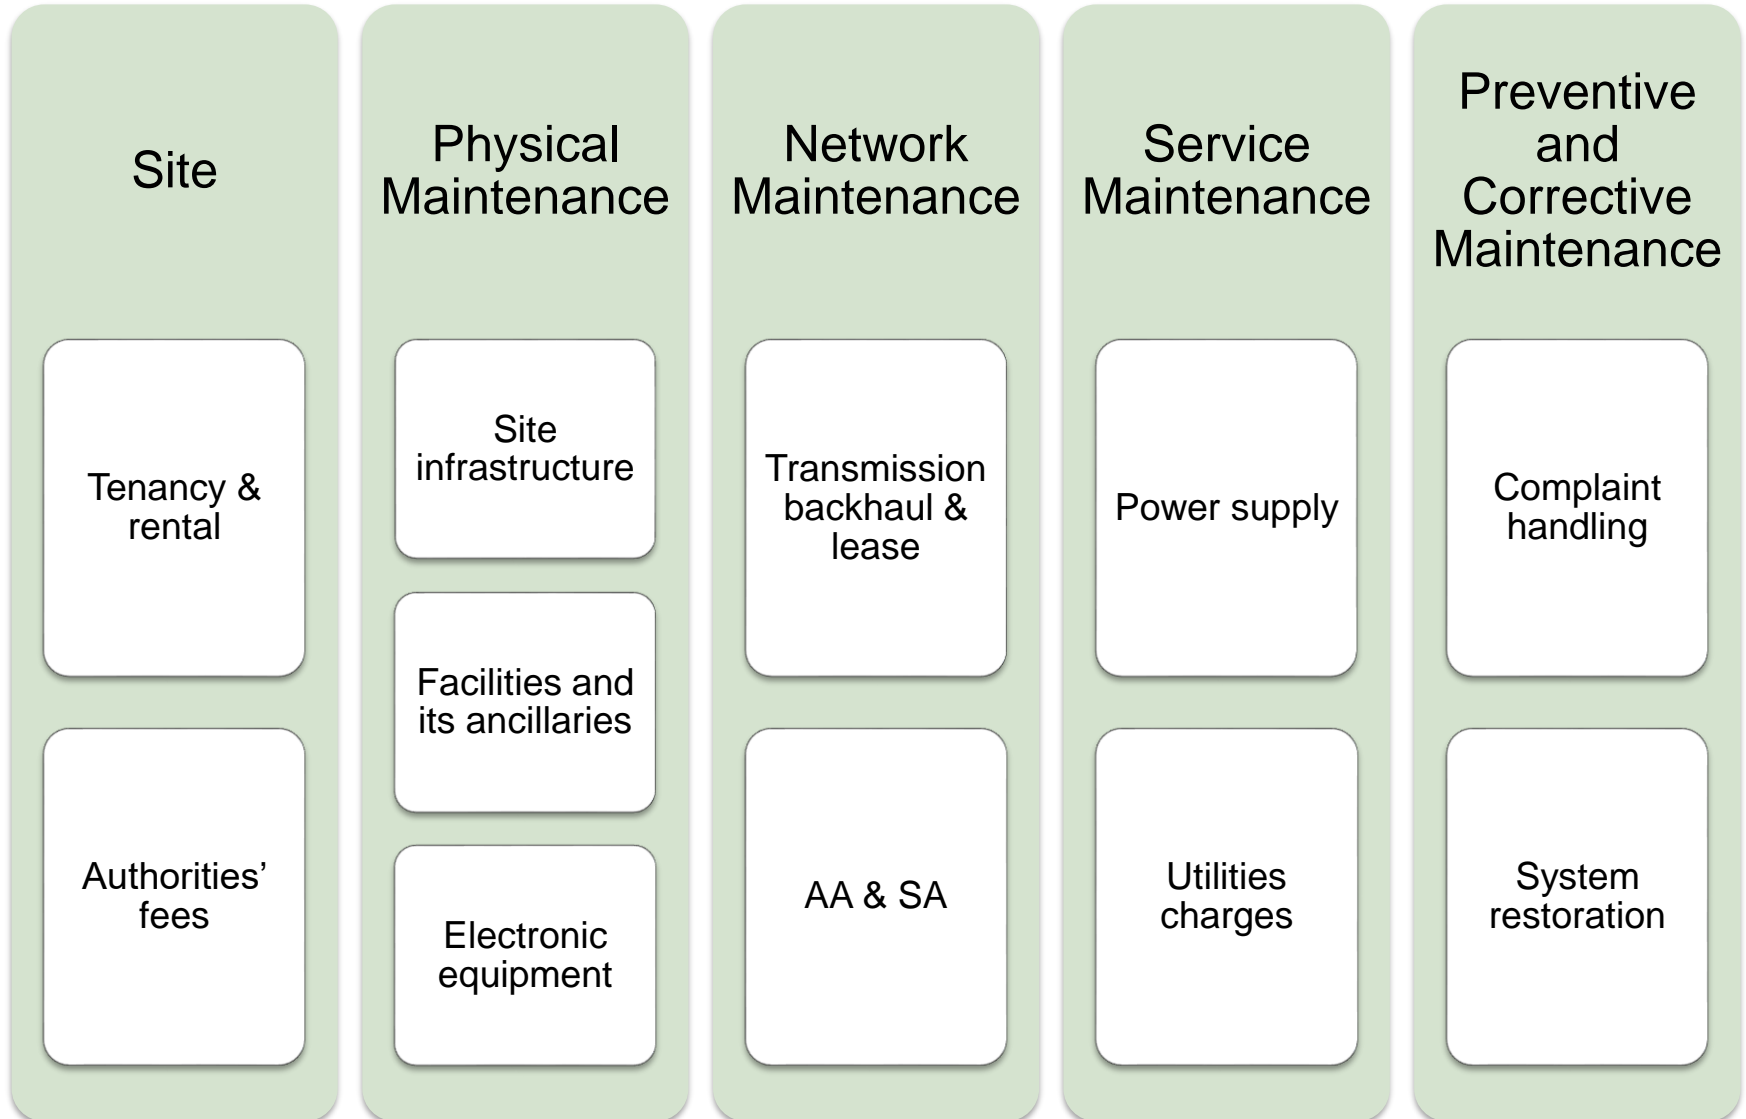 Site
Tenancy &
rental
Authorities’
fees
Physical
Maintenance
Site
infrastructure
Facilities and
its ancillaries
Electronic
equipment
Network
Maintenance
Transmission
backhaul &
lease
AA & SA
Service
Maintenance
Power supply
Utilities
charges
Preventive
and
Corrective
Maintenance
Complaint
handling
System
restoration